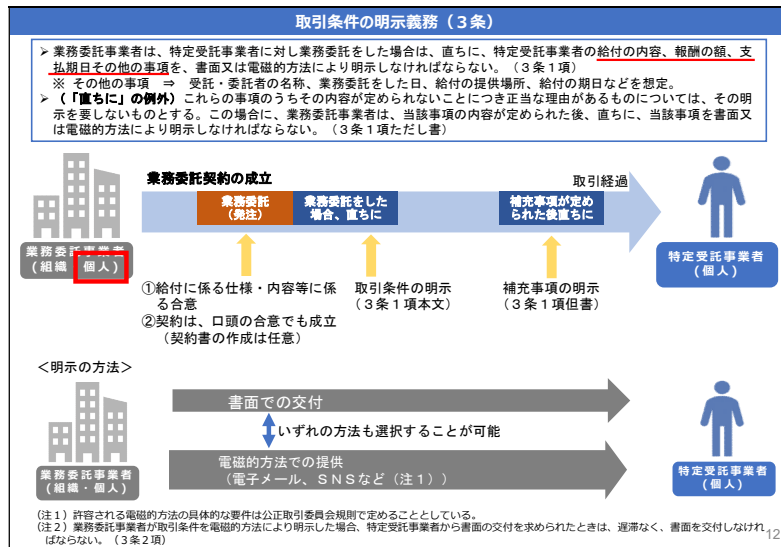 取引条件の明示義務（３条）
➢ 業務委託事業者は、特定受託事業者に対し業務委託をした場合は、直ちに、特定受託事業者の給付の内容、報酬の額、支
払期日その他の事項を、書面又は電磁的方法により明示しなければならない。（３条１項）
※ その他の事項 ⇒ 受託・委託者の名称、業務委託をした日、給付の提供場所、給付の期日などを想定。
➢ （「直ちに」の例外）これらの事項のうちその内容が定められないことにつき正当な理由があるものについては、その明
示を要しないものとする。この場合に、業務委託事業者は、当該事項の内容が定められた後、直ちに、当該事項を書面又
は電磁的方法により明示しなければならない。（３条１項ただし書）
業務委託契約の成立
取引経過
業務委託
（発注）
業務委託をした
場合、直ちに
補充事項が定め
られた後直ちに
業務委託事業者
（組織・個人）
特定受託事業者
（個人）
①給付に係る仕様・内容等に係
る合意
②契約は、口頭の合意でも成立
（契約書の作成は任意）
取引条件の明示
（３条１項本文）
補充事項の明示
（３条１項但書）
＜明示の方法＞
書面での交付
いずれの方法も選択することが可能
電磁的方法での提供
（電子メール、ＳＮＳなど（注１））
業務委託事業者
（組織・個人）
特定受託事業者
（個人）
（注１）許容される電磁的方法の具体的な要件は公正取引委員会規則で定めることとしている。
（注２）業務委託事業者が取引条件を電磁的方法により明示した場合、特定受託事業者から書面の交付を求められたときは、遅滞なく、書面を交付しなけれ
ばならない。（３条２項）
12